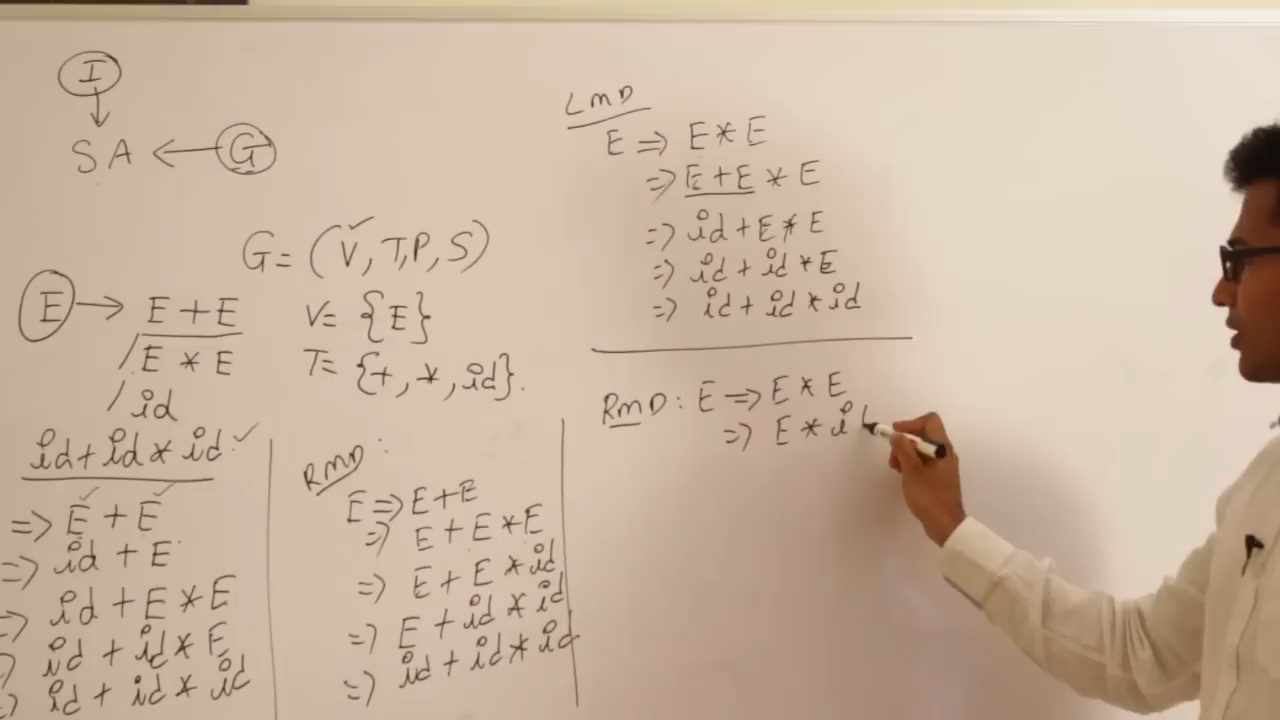 I
SA ← G
G = (V, T, P, S)
E → E + E
/ E * E
/ id
V = {E}
T = {+, *, id}.
id + id * id ✓
=> E + E
=> id + E
=> id + E * E
=> id + id * E
=> id + id * id
RMD :
E => E + E
=> E + E * E
=> E + E * id
=> E + id * id
=> id + id * id
LMD
E => E * E
=> E + E * E
=> id + E * E
=> id + id * E
=> id + id * id
RMD : E => E * E
=> E * i